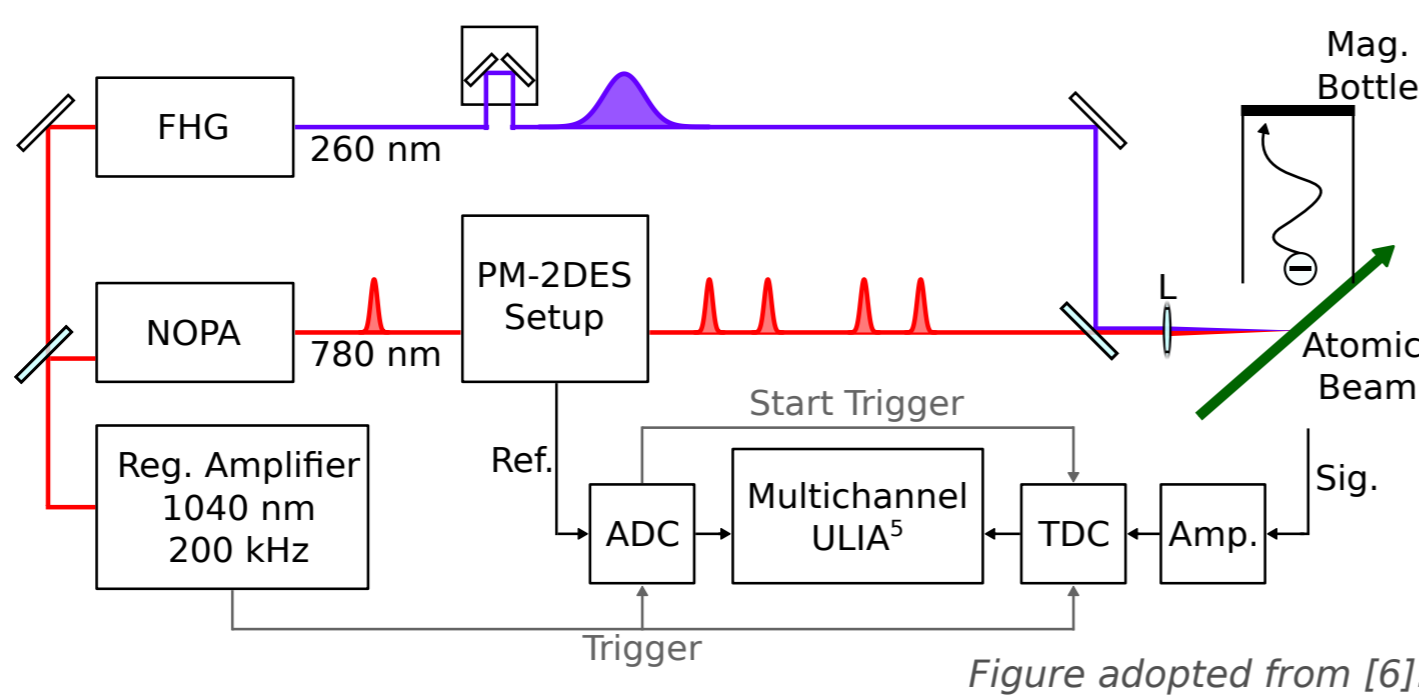 Mag.
Bottle
FHG
260 nm
PM-2DES
Setup
NOPA
780 nm
L
Atomic
Beam
Start Trigger
Reg. Amplifier
1040 nm
200 kHz
Ref.
ADC
Multichannel
ULIA⁵
TDC
Amp.
Sig.
Trigger
Figure adopted from [6].